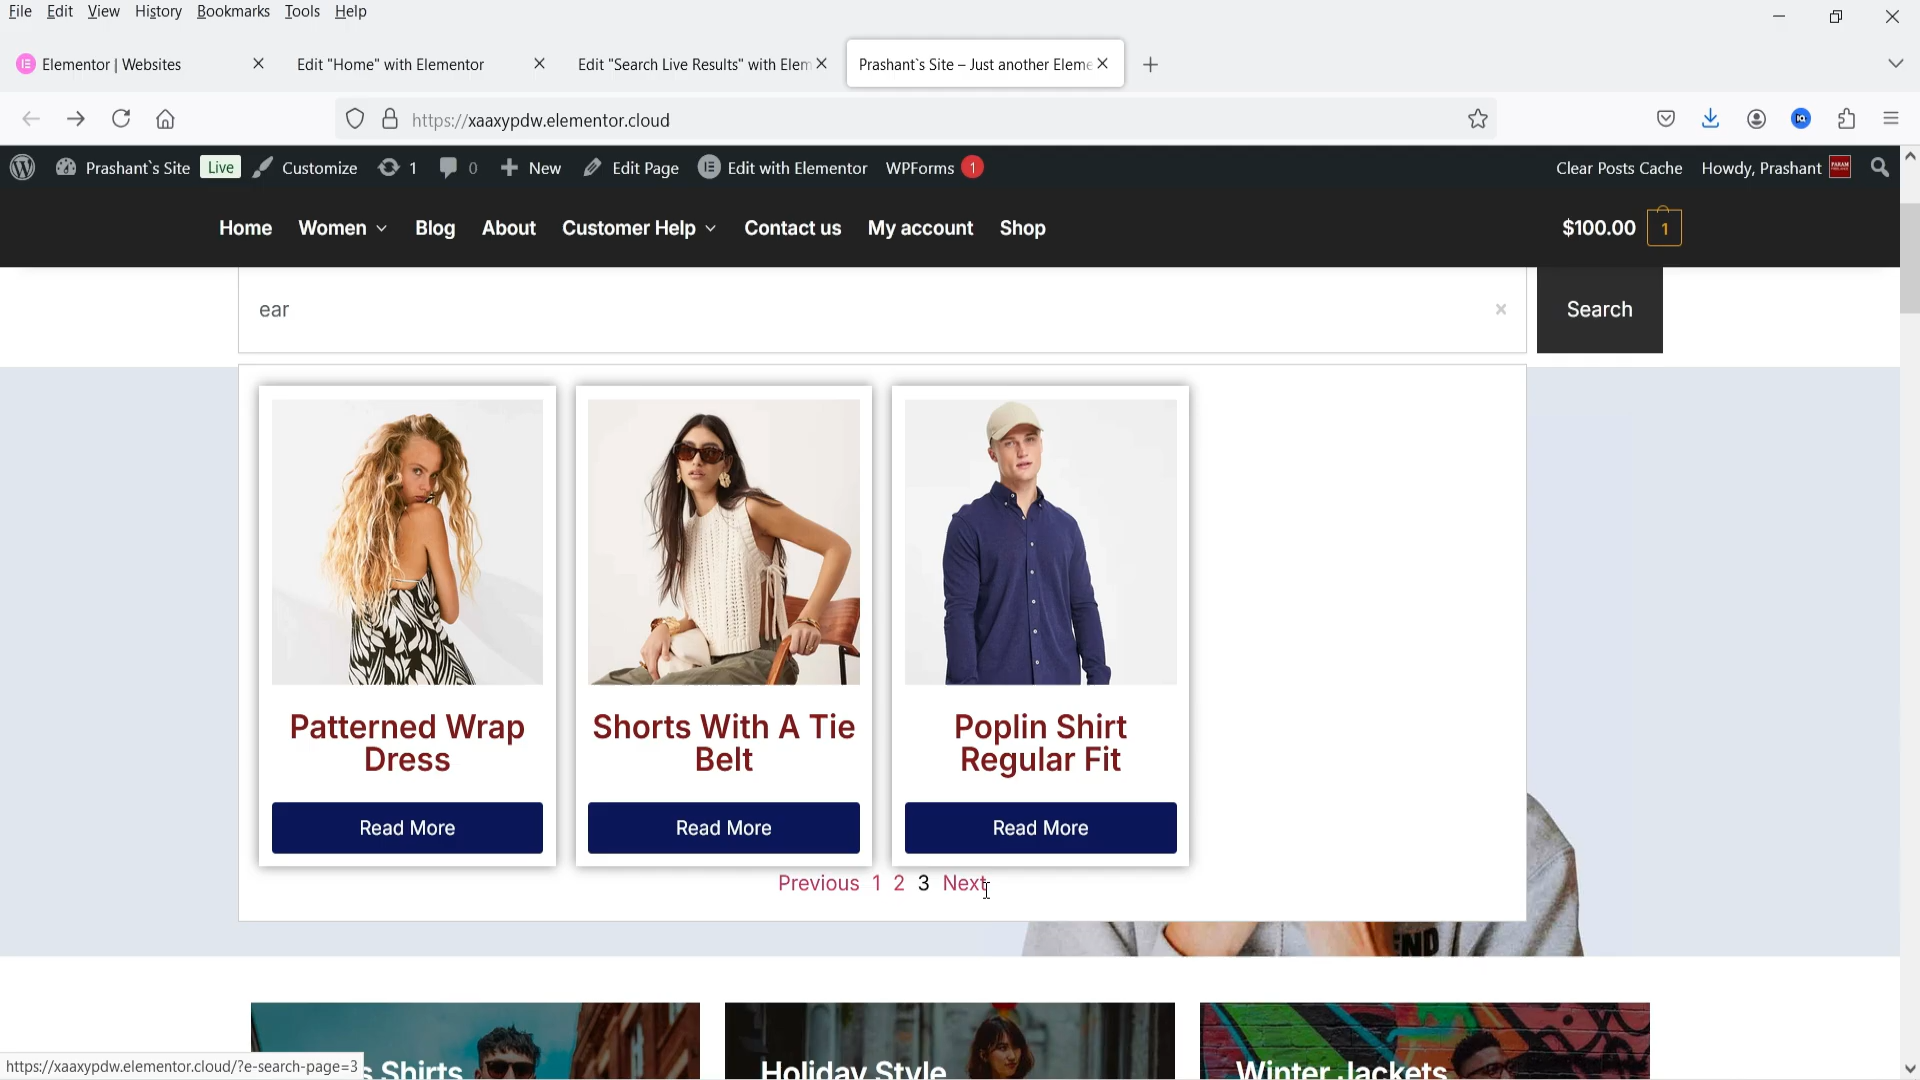 File Edit View History Bookmarks Tools Help
Elementor | Websites
Edit "Home" with Elementor
Edit "Search Live Results" with Elem
Prashant`s Site – Just another Eleme
https://xaaxypdw.elementor.cloud
Prashant`s Site Live Customize 1 0 New Edit Page Edit with Elementor WPForms 1 Clear Posts Cache Howdy, Prashant
Home Women Blog About Customer Help Contact us My account Shop $100.00 1
ear × Search
Patterned Wrap
Dress
Read More
Shorts With A Tie
Belt
Read More
Poplin Shirt
Regular Fit
Read More
Previous 1 2 3 Next
s Shirts
Holiday Style
Winter Jackets
https://xaaxypdw.elementor.cloud/?e-search-page=3